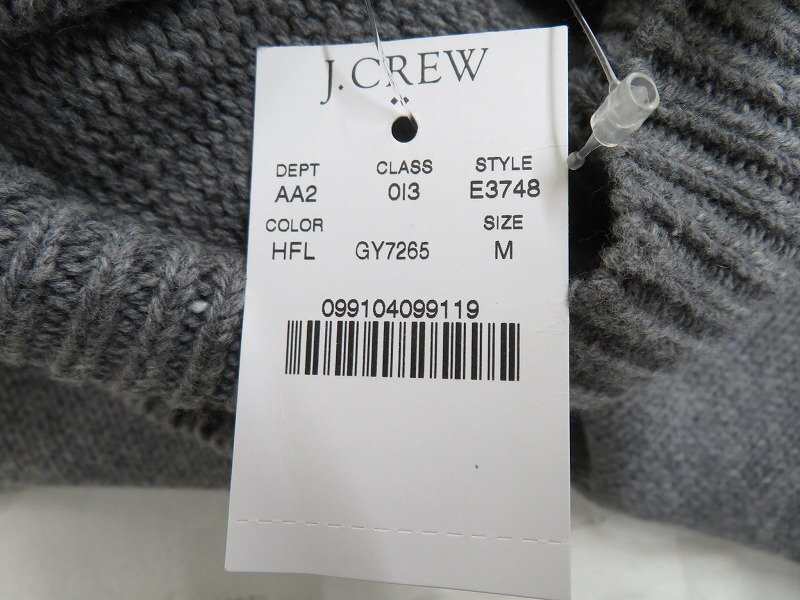 J.CREW
DEPT CLASS STYLE
AA2 013 E3748
COLOR SIZE
HFL GY7265 M
099104099119